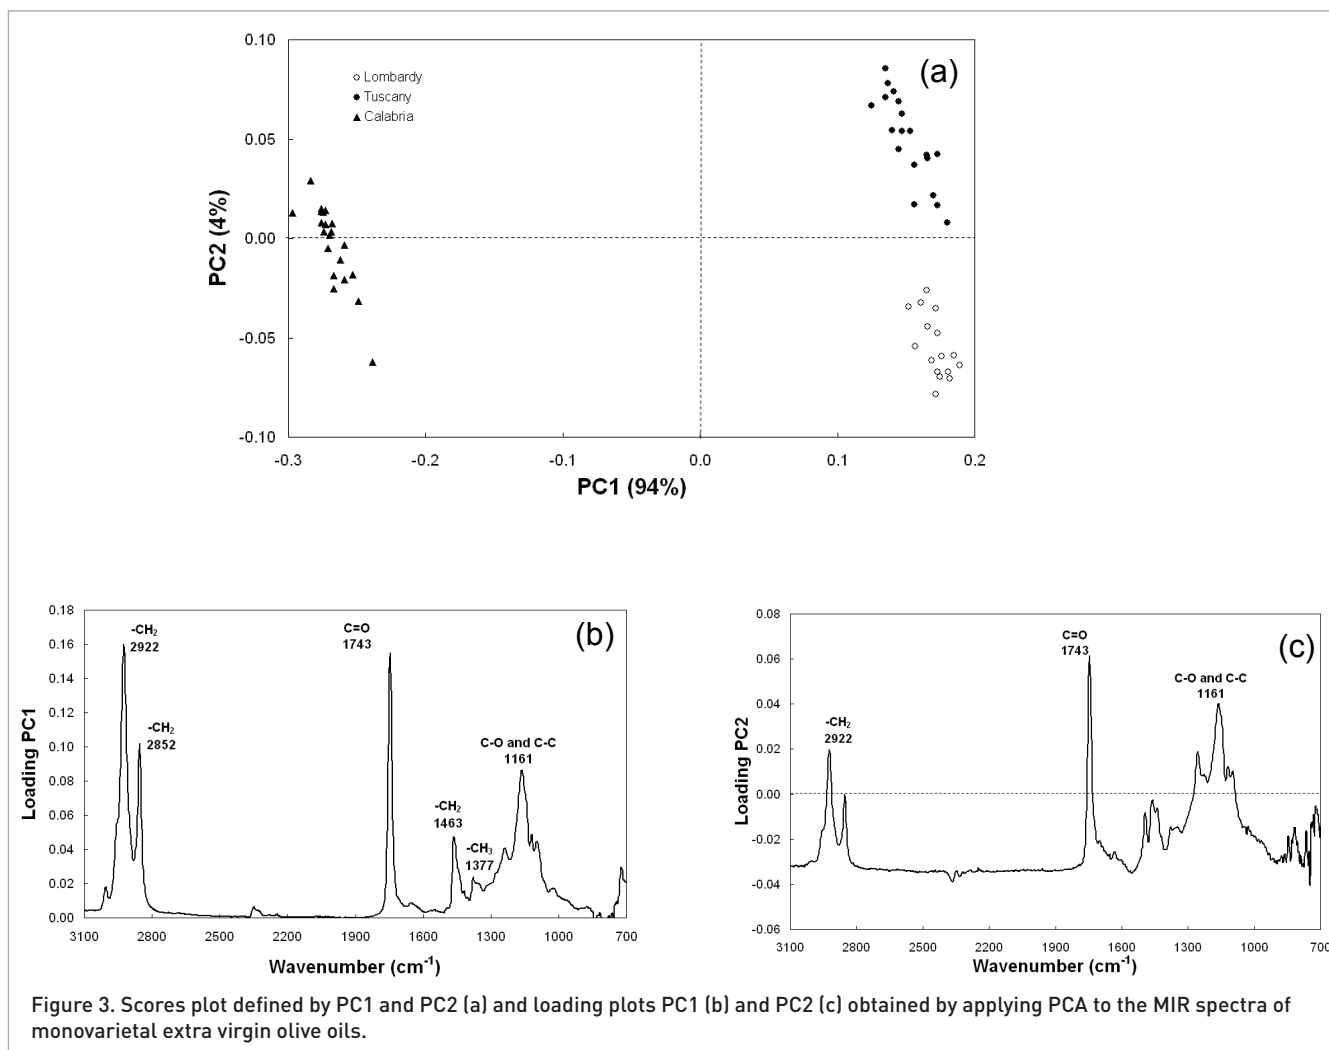 0.10
0.05
0.00
-0.05
-0.10
PC2 (4%)
Lombardy
Tuscany
Calabria
(a)
-0.3 -0.2 -0.1 0.0 0.1 0.2
PC1 (94%)
0.18
0.16
0.14
0.12
0.10
0.08
0.06
0.04
0.02
0.00
Loading PC1
-CH₂
2922
-CH₂
2852
C=O
1743
-CH₂
1463
-CH₃
1377
C-O and C-C
1161
(b)
3100 2800 2500 2200 1900 1600 1300 1000 700
Wavenumber (cm⁻¹)
0.08
0.06
0.04
0.02
0.00
-0.02
-0.04
-0.06
Loading PC2
-CH₂
2922
C=O
1743
C-O and C-C
1161
(c)
3100 2800 2500 2200 1900 1600 1300 1000 700
Wavenumber (cm⁻¹)
Figure 3. Scores plot defined by PC1 and PC2 (a) and loading plots PC1 (b) and PC2 (c) obtained by applying PCA to the MIR spectra of
monovarietal extra virgin olive oils.